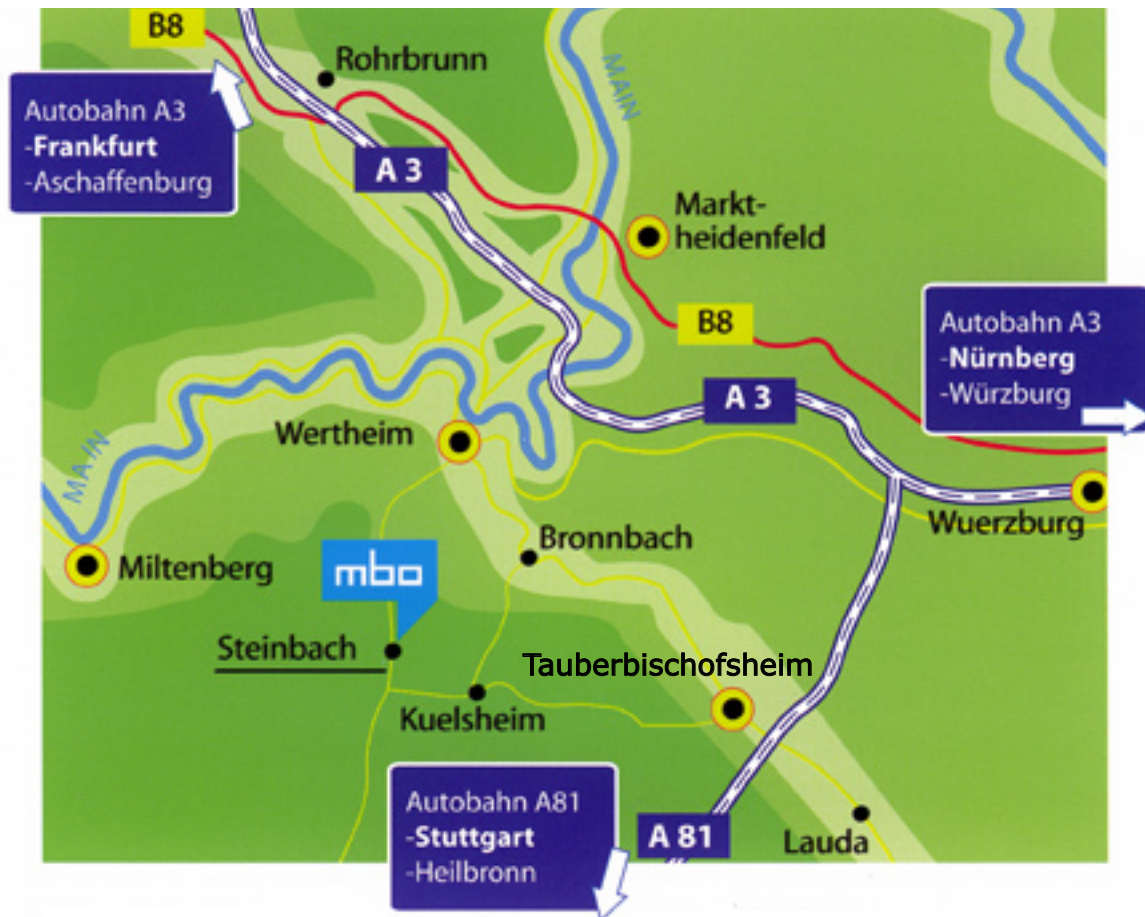 B8
Rohrbrunn
Autobahn A3
-Frankfurt
-Aschaffenburg
MAIN
A 3
Markt-
heidenfeld
B8
Autobahn A3
-Nürnberg
-Würzburg
A 3
Wertheim
MAIN
Wuerzburg
Bronnbach
Miltenberg
mbo
Steinbach
Tauberbischofsheim
Kuelsheim
Autobahn A81
-Stuttgart
-Heilbronn
A 81
Lauda